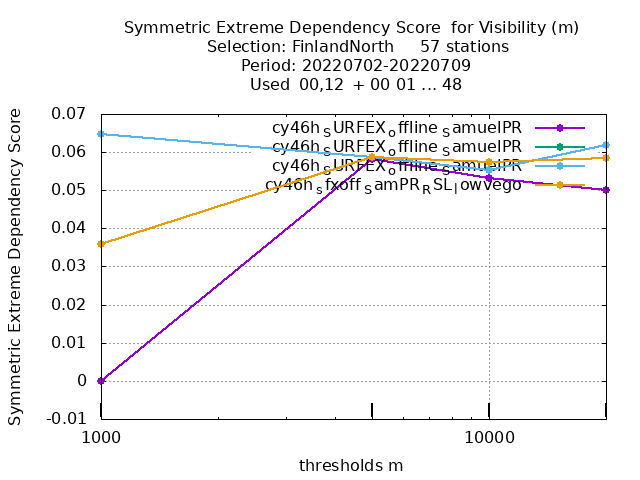 Symmetric Extreme Dependency Score for Visibility (m)
Selection: FinlandNorth 57 stations
Period: 20220702-20220709
Used 00,12 + 00 01 ... 48
Symmetric Extreme Dependency Score
0.07
0.06
0.05
0.04
0.03
0.02
0.01
0
-0.01
cy46h_SURFEX_offline_SamuelPR
cy46h_SURFEX_offline_SamuelPR
cy46h_SURFEX_offline_SamuelPR
cy46h_sfxoff_SamPR_RSL_lowvego
1000
10000
thresholds m